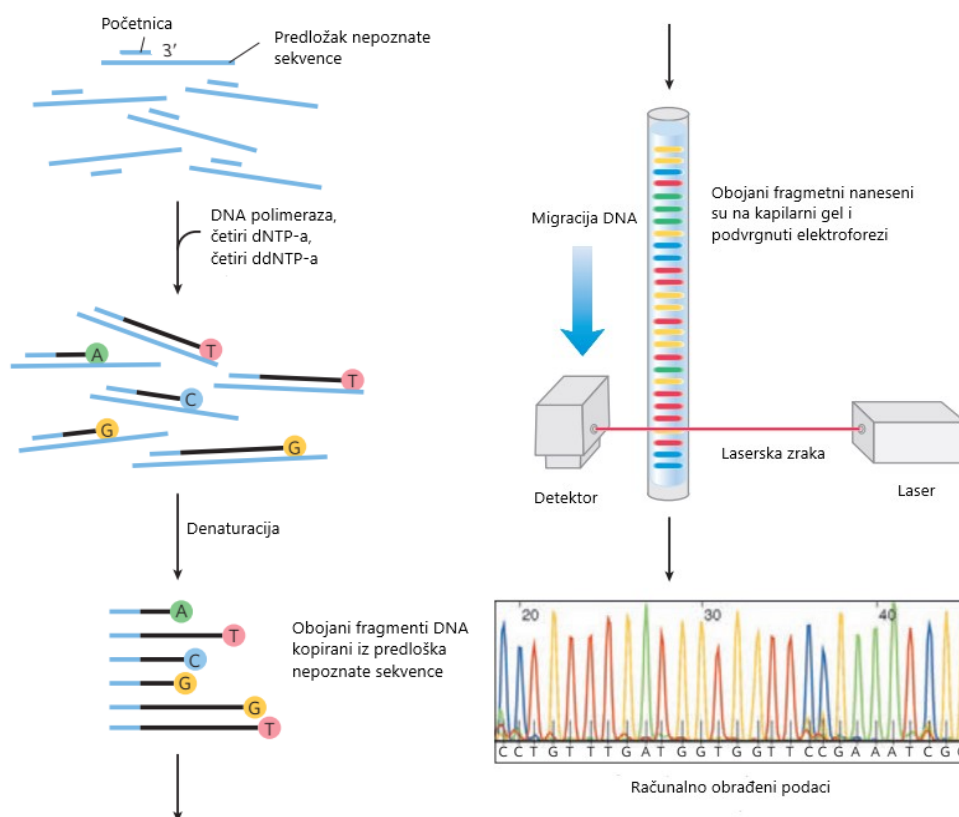 Početnica
3'
Predložak nepoznate
sekvence
DNA polimeraza,
četiri dNTP-a,
četiri ddNTP-a
A
T
T
C
G
G
Denaturacija
A
T
C
G
G
T
Obojani fragmenti DNA
kopirani iz predloška
nepoznate sekvence
Migracija DNA
Obojani fragmetni naneseni
su na kapilarni gel i
podvrgnuti elektroforezi
Laserska zraka
Detektor
Laser
20 30 40
C C T G T T T G A T G G T G G T T C C G A A A T C G
Računalno obrađeni podaci